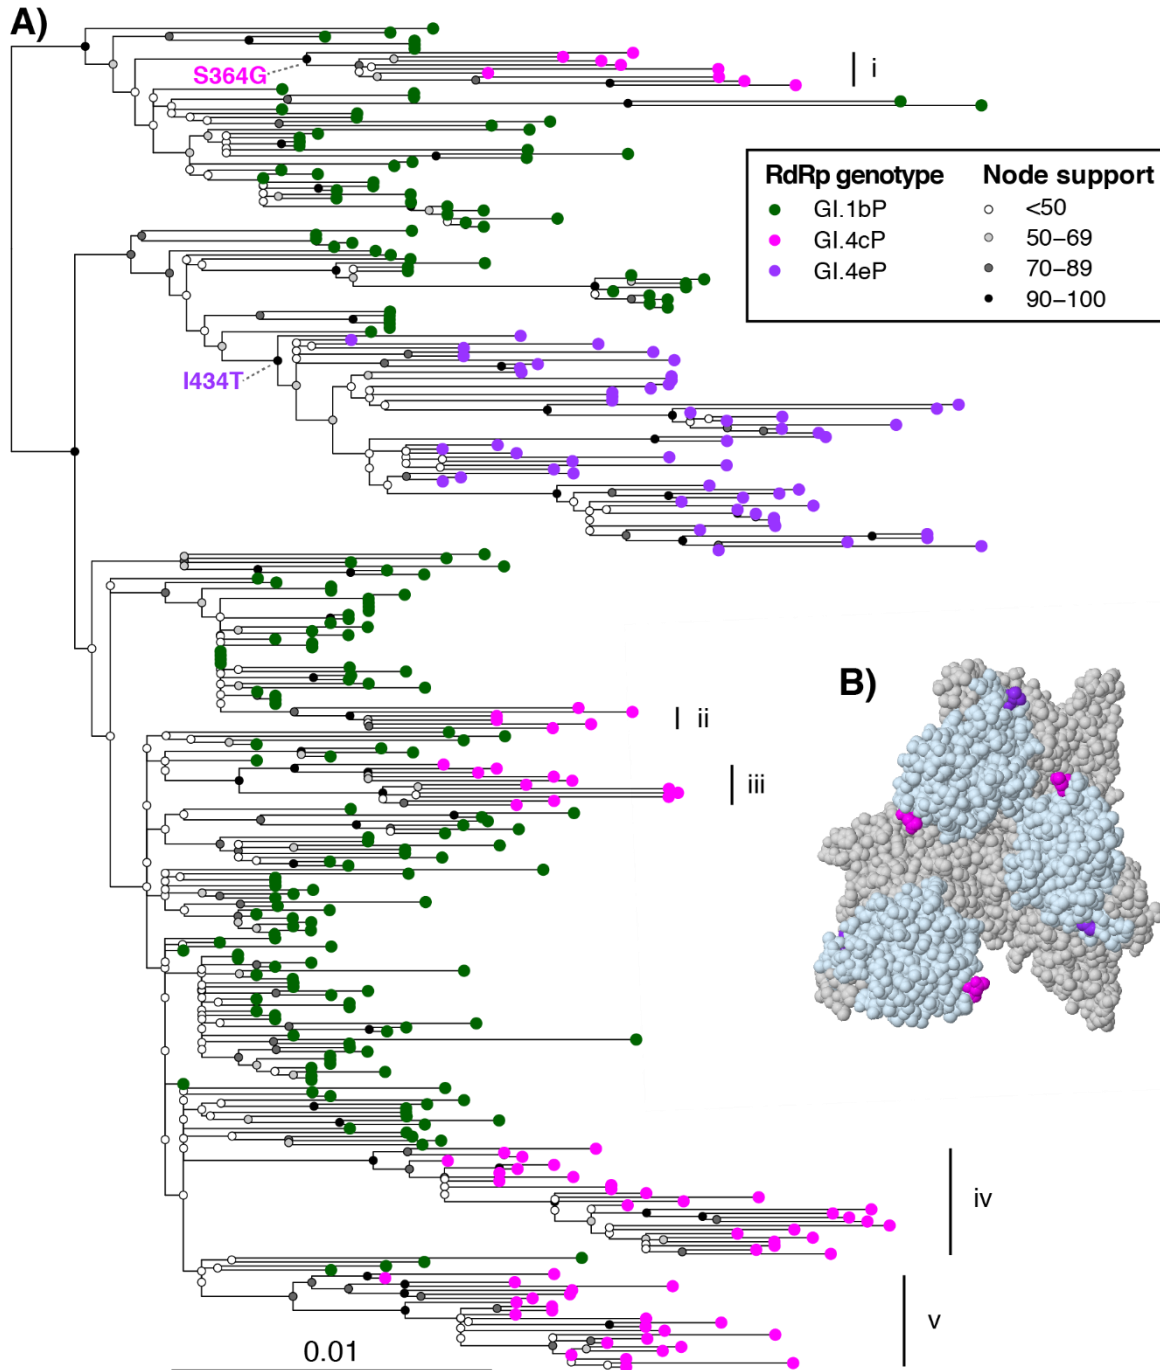 A)
S364G
i
RdRp genotype
GI.1bP
GI.4cP
GI.4eP
Node support
<50
50–69
70–89
90–100
I434T
B)
ii
iii
iv
v
0.01